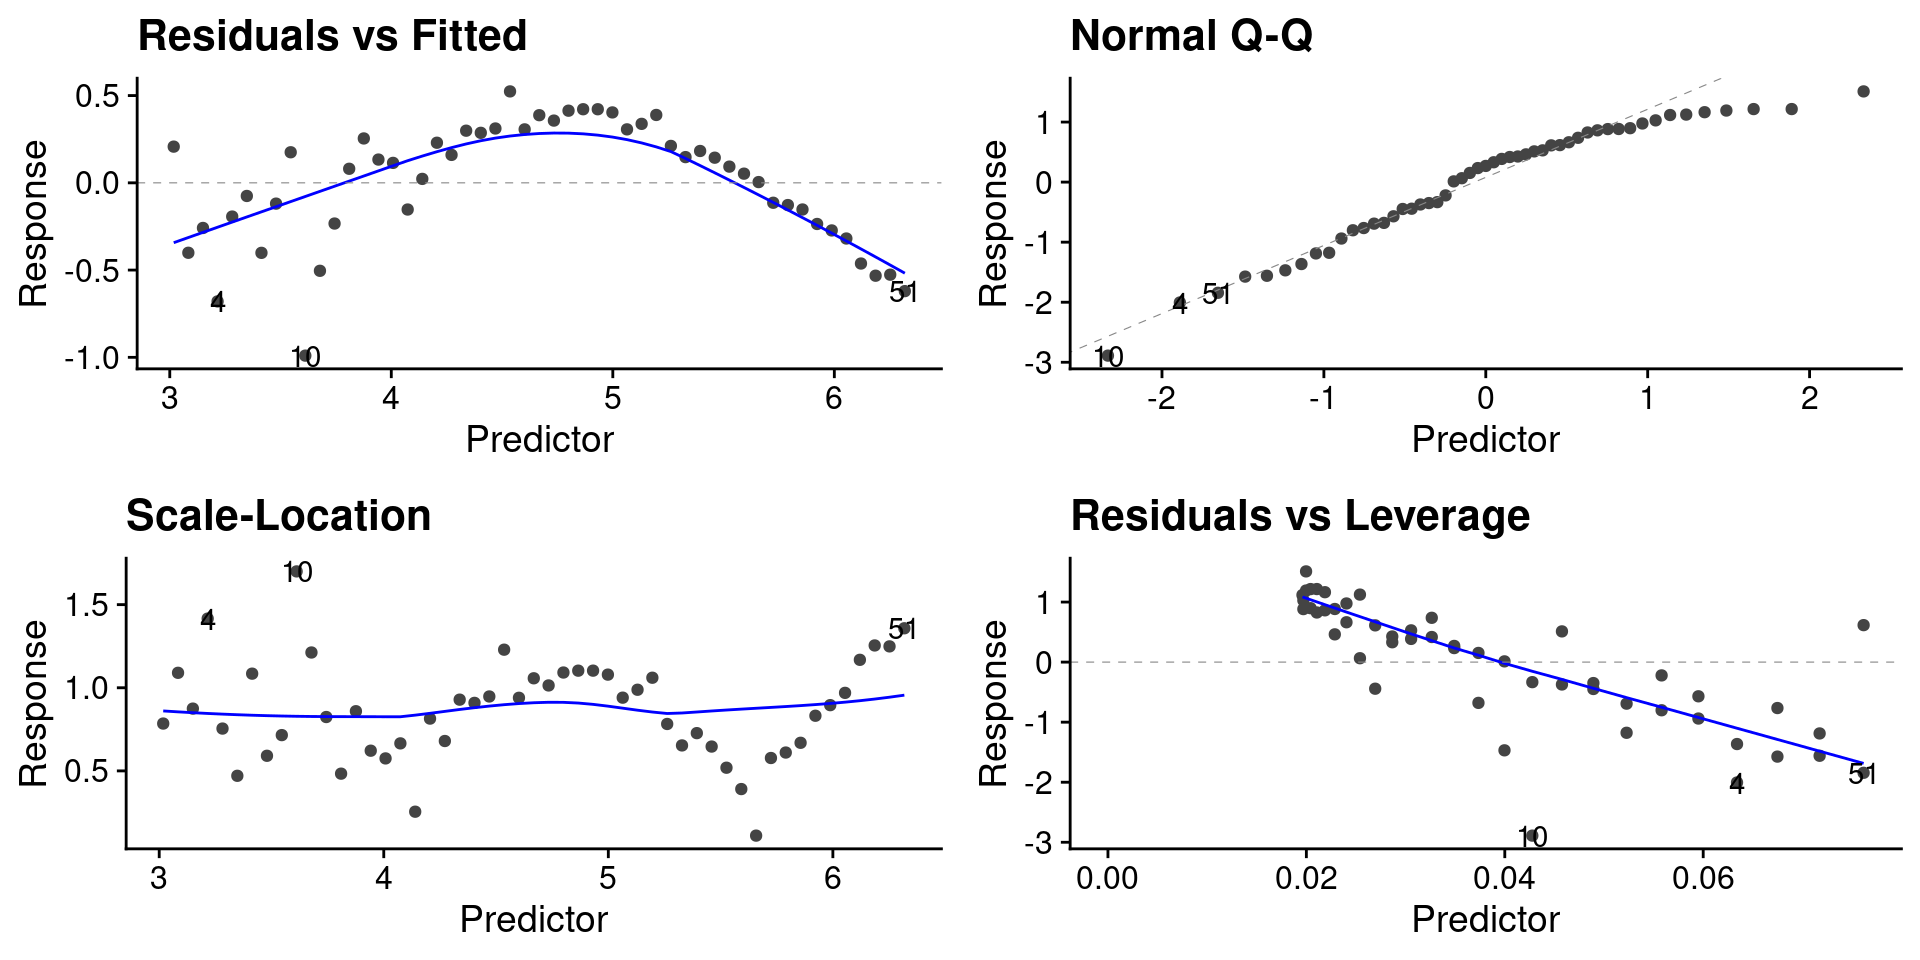 Residuals vs Fitted
Response
0.5
0.0
-0.5
-1.0
4
10
51
3 4 5 6
Predictor
Normal Q-Q
Response
1
0
-1
-2
-3
4
51
10
-2 -1 0 1 2
Predictor
Scale-Location
Response
1.5
1.0
0.5
10
4
51
3 4 5 6
Predictor
Residuals vs Leverage
Response
1
0
-1
-2
-3
51
4
10
0.00 0.02 0.04 0.06
Predictor